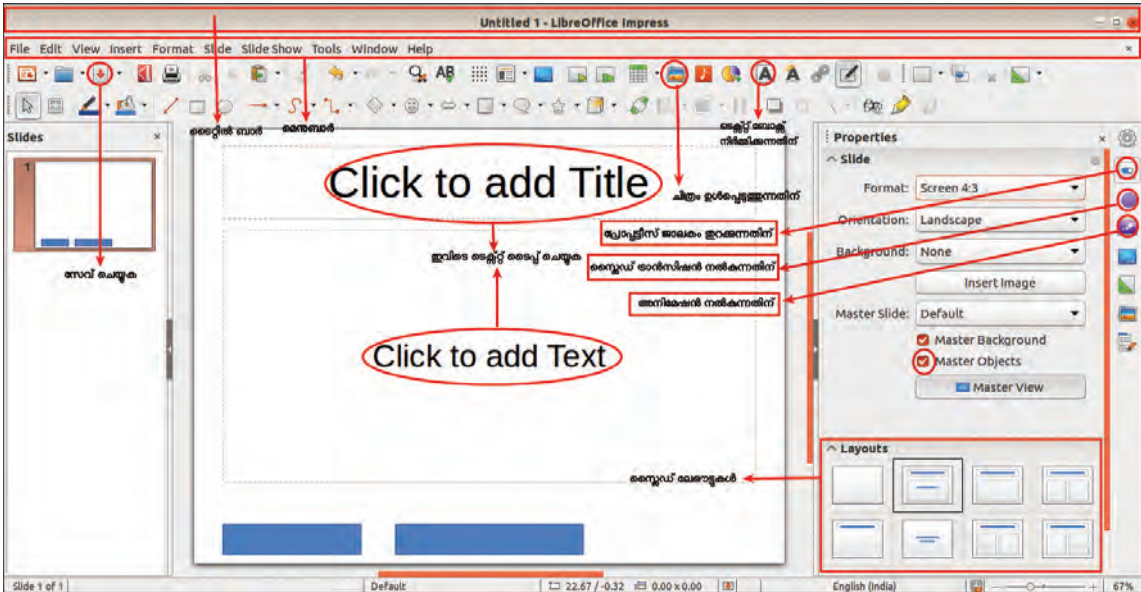 Untitled 1 - LibreOffice Impress
File Edit View Insert Format Slide Slide Show Tools Window Help
Slides
ടൈറ്റിൽ ബാർ
മെനുബാർ
ടെക്സ്റ്റ് ബോക്സ്
നിർമ്മിക്കുന്നതിന്
Properties
1
Slide
Click to add Title
ചിത്രം ഉൾപ്പെടുത്തുന്നതിന്
Format: Screen 4:3
പ്രോപ്പർട്ടീസ് ജാലകം തുറക്കുന്നതിന്
Orientation: Landscape
സേവ് ചെയ്യുക
ഇവിടെ ടെക്സ്റ്റ് ടൈപ്പ് ചെയ്യുക
സ്ലൈഡ് ട്രാൻസിഷൻ നൽകുന്നതിന്
Background: None
Insert Image
അനിമേഷൻ നൽകുന്നതിന്
Master Slide: Default
Master Background
Click to add Text
Master Objects
Master View
Layouts
സ്ലൈഡ് ലേഔട്ടുകൾ
Slide 1 of 1
Default
22.67 / -0.32
0.00 x 0.00
English (India)
67%